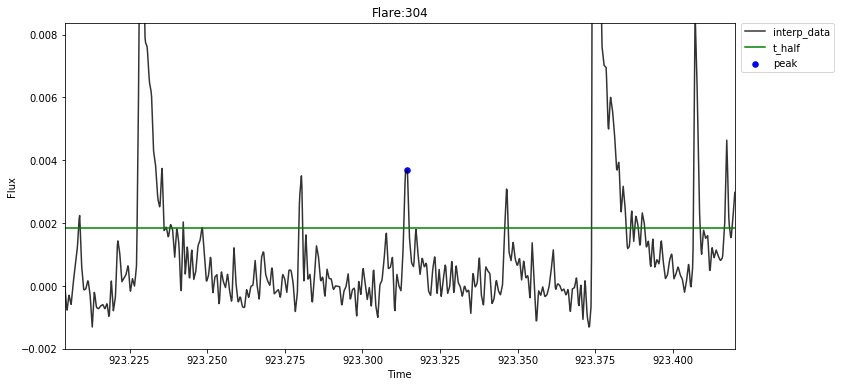 Flare:304
interp_data
t_half
peak
0.008
0.006
0.004
0.002
0.000
−0.002
Flux
923.225 923.250 923.275 923.300 923.325 923.350 923.375 923.400
Time